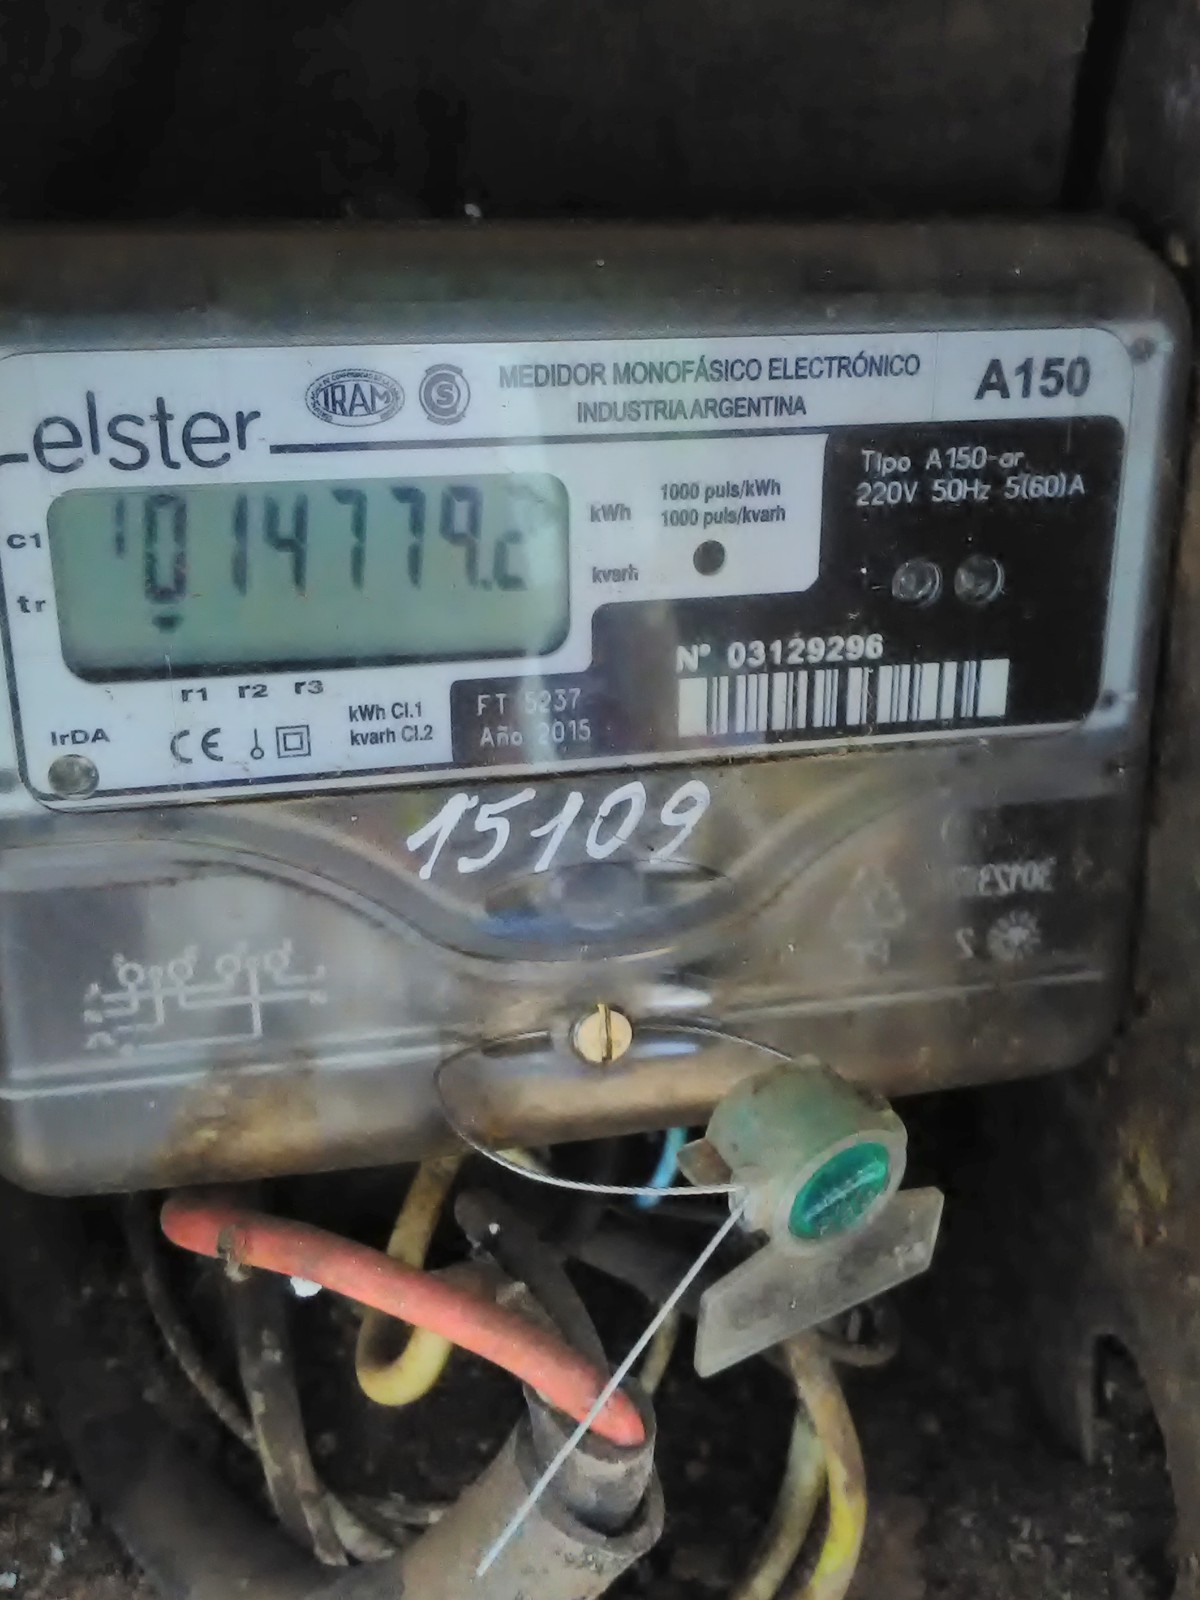 IRAM
S
MEDIDOR MONOFÁSICO ELECTRÓNICO
INDUSTRIA ARGENTINA
A150
elster
Tipo A150-ar
220V 50Hz 5(60)A
c1
tr
014779.
kWh
kvarh
1000 puls/kWh
1000 puls/kvarh
Nº 03129296
r1 r2 r3
IrDA
CE
kWh Cl.1
kvarh Cl.2
FT 5237
Año 2015
15109